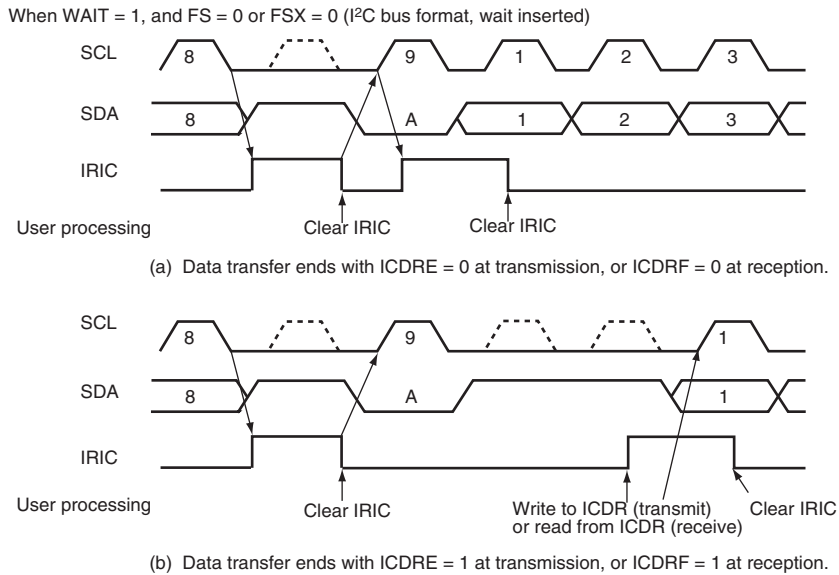 When WAIT = 1, and FS = 0 or FSX = 0 (I²C bus format, wait inserted)
SCL 8 9 1 2 3
SDA 8 A 1 2 3
IRIC
User processing Clear IRIC Clear IRIC
(a) Data transfer ends with ICDRE = 0 at transmission, or ICDRF = 0 at reception.
SCL 8 9 1
SDA 8 A 1
IRIC
User processing Clear IRIC Write to ICDR (transmit) Clear IRIC
or read from ICDR (receive)
(b) Data transfer ends with ICDRE = 1 at transmission, or ICDRF = 1 at reception.